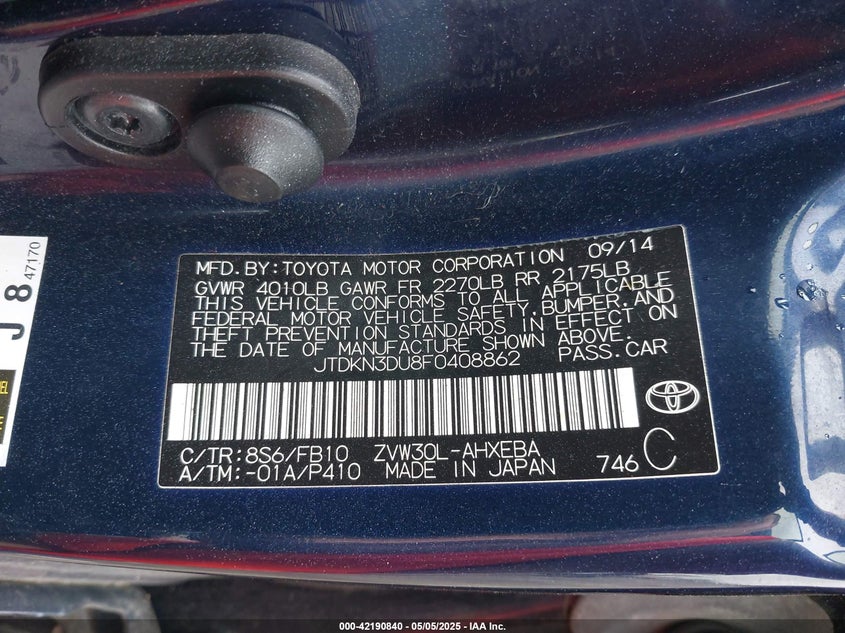 MFD. BY: TOYOTA MOTOR CORPORATION 09/14
GVWR 4010LB GAWR FR 2270LB RR 2175LB
THIS VEHICLE CONFORMS TO ALL APPLICABLE
FEDERAL MOTOR VEHICLE SAFETY, BUMPER, AND
THEFT PREVENTION STANDARDS IN EFFECT ON
THE DATE OF MANUFACTURE SHOWN ABOVE.
JTDKN3DU8F0408862 PASS. CAR
C/TR: 8S6/FB10 ZVW30L-AHXEBA
A/TM: -01A/P410 MADE IN JAPAN 746 C
J 8
47170
000-42190840 - 05/05/2025 - IAA Inc.